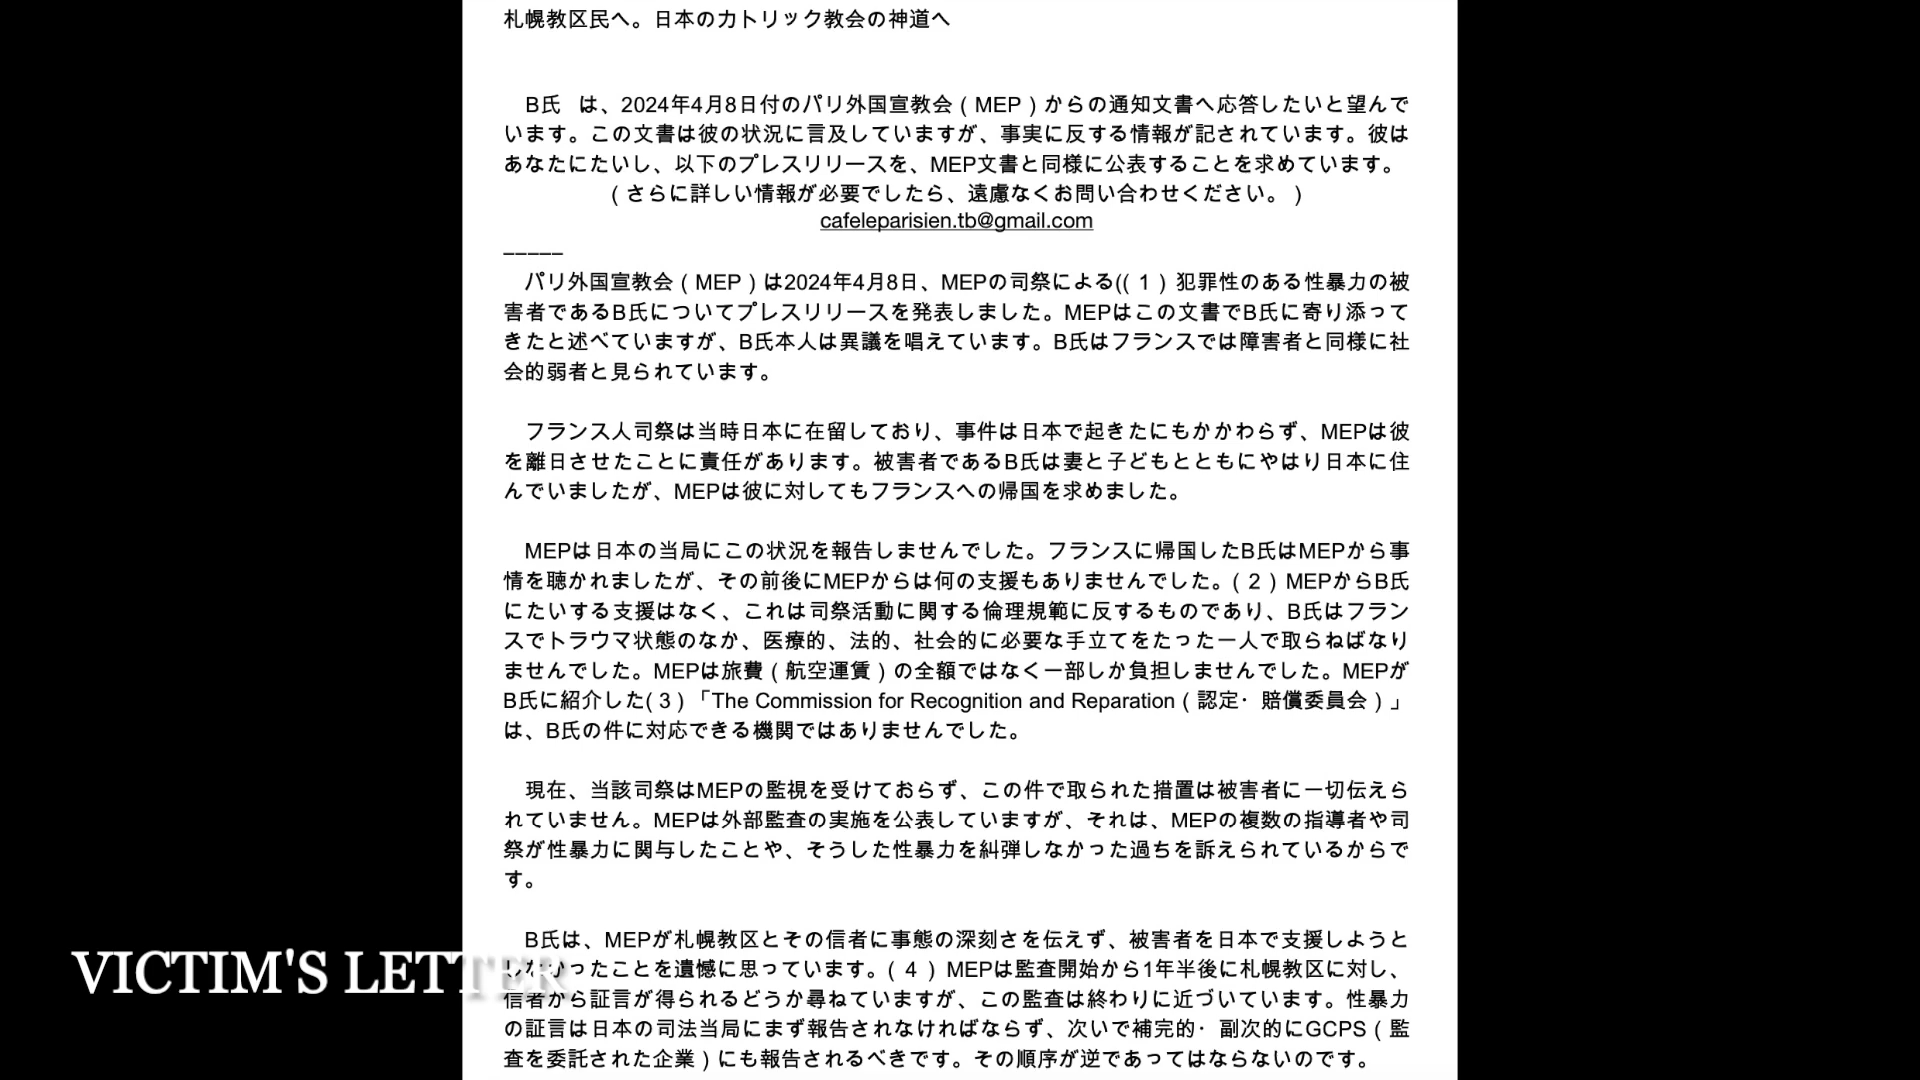 札幌教区民へ。日本のカトリック教会の神道へ
B氏 は、2024年4月8日付のパリ外国宣教会 ( MEP ) からの通知文書へ応答したいと望んで
います。この文書は彼の状況に言及していますが、事実に反する情報が記されています。彼は
あなたにたいし、以下のプレスリリースを、MEP文書と同様に公表することを求めています。
( さらに詳しい情報が必要でしたら、遠慮なくお問い合わせください。 )
cafeleparisien.tb@gmail.com
_____
パリ外国宣教会 ( MEP ) は2024年4月8日、MEPの司祭による(( 1 ) 犯罪性のある性暴力の被
害者であるB氏についてプレスリリースを発表しました。MEPはこの文書でB氏に寄り添って
きたと述べていますが、B氏本人は異議を唱えています。B氏はフランスでは障害者と同様に社
会的弱者と見られています。
フランス人司祭は当時日本に在留しており、事件は日本で起きたにもかかわらず、MEPは彼
を離日させたことに責任があります。被害者であるB氏は妻と子どもとともにやはり日本に住
んでいましたが、MEPは彼に対してもフランスへの帰国を求めました。
MEPは日本の当局にこの状況を報告しませんでした。フランスに帰国したB氏はMEPから事
情を聴かれましたが、その前後にMEPからは何の支援もありませんでした。( 2 ) MEPからB氏
にたいする支援はなく、これは司祭活動に関する倫理規範に反するものであり、B氏はフラン
スでトラウマ状態のなか、医療的、法的、社会的に必要な手立てをたった一人で取らねばなり
ませんでした。MEPは旅費 ( 航空運賃 ) の全額ではなく一部しか負担しませんでした。MEPが
B氏に紹介した( 3 ) 「The Commission for Recognition and Reparation ( 認定・ 賠償委員会 ) 」
は、B氏の件に対応できる機関ではありませんでした。
現在、当該司祭はMEPの監視を受けておらず、この件で取られた措置は被害者に一切伝えら
れていません。MEPは外部監査の実施を公表していますが、それは、MEPの複数の指導者や司
祭が性暴力に関与したことや、そうした性暴力を糾弾しなかった過ちを訴えられているからで
す。
B氏は、MEPが札幌教区とその信者に事態の深刻さを伝えず、被害者を日本で支援しようと
しなかったことを遺憾に思っています。( 4 ) MEPは監査開始から1年半後に札幌教区に対し、
信者から証言が得られるどうか尋ねていますが、この監査は終わりに近づいています。性暴力
の証言は日本の司法当局にまず報告されなければならず、次いで補完的・ 副次的にGCPS ( 監
査を委託された企業 ) にも報告されるべきです。その順序が逆であってはならないのです。
VICTIM'S LETTER